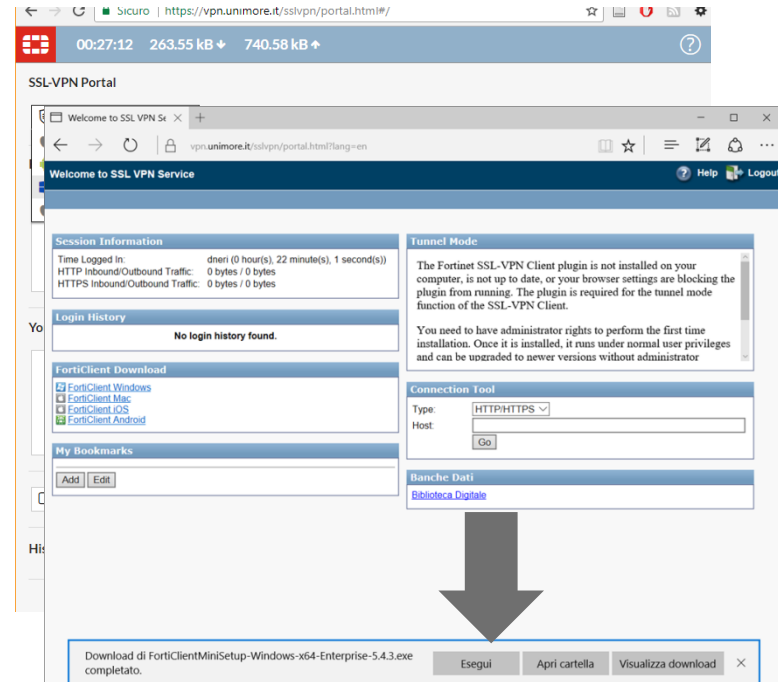 Sicuro | https://vpn.unimore.it/sslvpn/portal.html#/
00:27:12 263.55 kB 740.58 kB
SSL-VPN Portal
Welcome to SSL VPN Se
vpn.unimore.it/sslvpn/portal.html?lang=en
Welcome to SSL VPN Service
Help Logout
Session Information
Time Logged In: dneri (0 hour(s), 22 minute(s), 1 second(s))
HTTP Inbound/Outbound Traffic: 0 bytes / 0 bytes
HTTPS Inbound/Outbound Traffic: 0 bytes / 0 bytes
Login History
No login history found.
FortiClient Download
FortiClient Windows
FortiClient Mac
FortiClient iOS
FortiClient Android
My Bookmarks
Add Edit
Tunnel Mode
The Fortinet SSL-VPN Client plugin is not installed on your
computer, is not up to date, or your browser settings are blocking the
plugin from running. The plugin is required for the tunnel mode
function of the SSL-VPN Client.
You need to have administrator rights to perform the first time
installation. Once it is installed, it runs under normal user privileges
and can be upgraded to newer versions without administrator
Connection Tool
Type: HTTP/HTTPS
Host:
Go
Banche Dati
Biblioteca Digitale
Yo
His
Download di FortiClientMiniSetup-Windows-x64-Enterprise-5.4.3.exe
completato.
Esegui Apri cartella Visualizza download